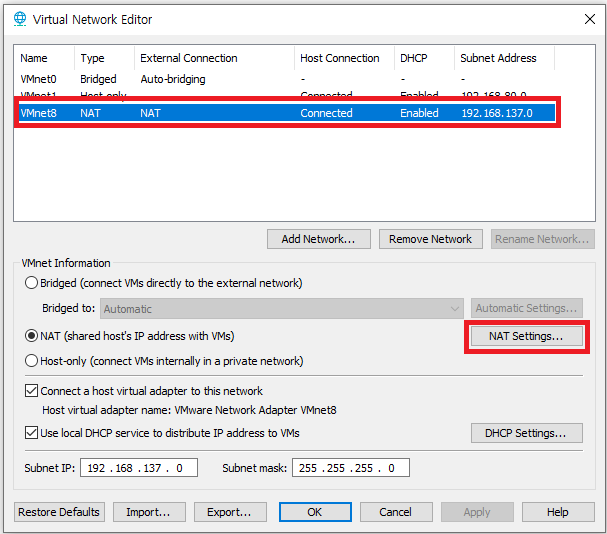 Virtual Network Editor
Name Type External Connection Host Connection DHCP Subnet Address
VMnet0 Bridged Auto-bridging - - -
VMnet1 Host-only - Connected Enabled 192.168.80.0
VMnet8 NAT NAT Connected Enabled 192.168.137.0
Add Network... Remove Network Rename Network...
VMnet Information
Bridged (connect VMs directly to the external network)
Bridged to: Automatic Automatic Settings...
NAT (shared host's IP address with VMs) NAT Settings...
Host-only (connect VMs internally in a private network)
Connect a host virtual adapter to this network
Host virtual adapter name: VMware Network Adapter VMnet8
Use local DHCP service to distribute IP address to VMs DHCP Settings...
Subnet IP: 192 . 168 . 137 . 0 Subnet mask: 255 . 255 . 255 . 0
Restore Defaults Import... Export... OK Cancel Apply Help